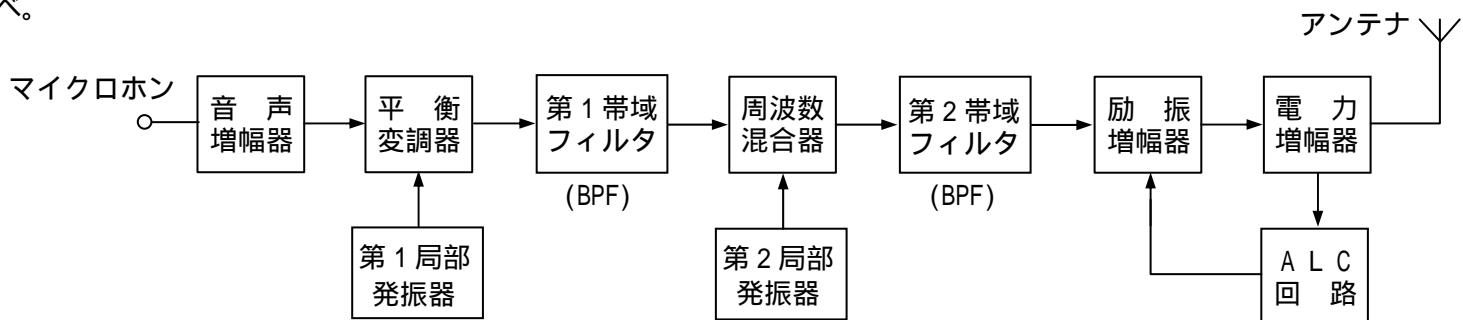 べ。
アンテナ
マイクロホン
音 声
増幅器
平 衡
変調器
第1帯域
フィルタ
(BPF)
周波数
混合器
第2帯域
フィルタ
(BPF)
励 振
増幅器
電 力
増幅器
第1局部
発振器
第2局部
発振器
A L C
回 路